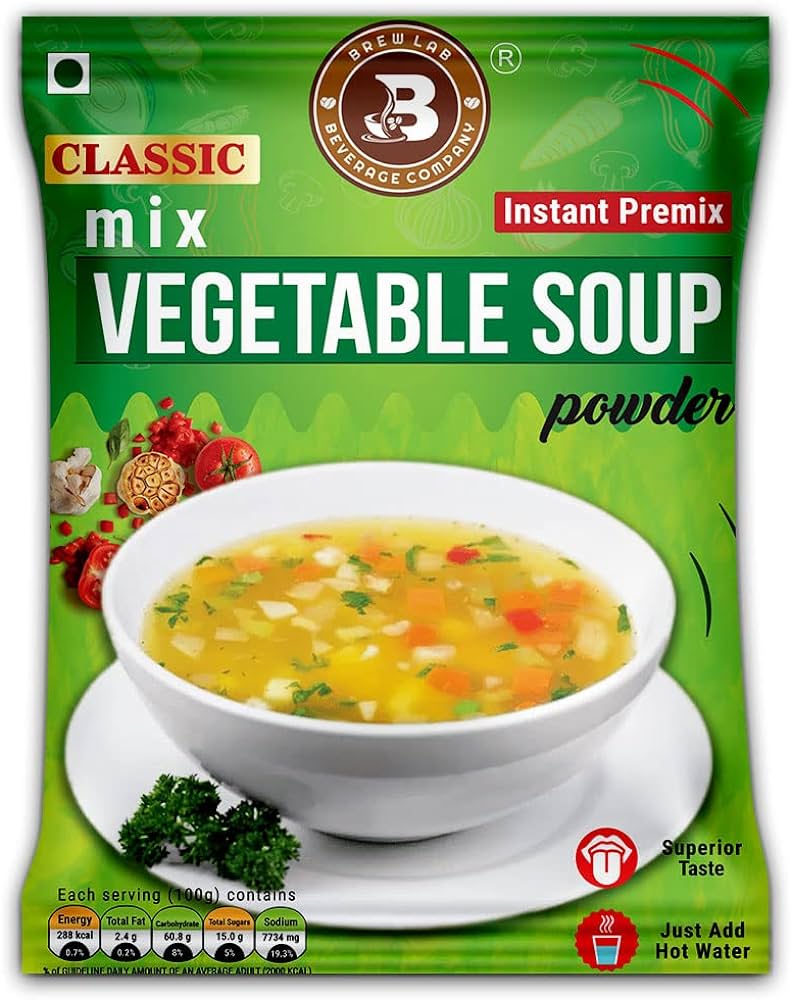 BREW LAB
B
BEVERAGE COMPANY
®
CLASSIC
mix
Instant Premix
VEGETABLE SOUP
powder
Superior
Taste
Each serving (100g) contains
Energy
288 kcal
0.7%
Total Fat
2.4 g
0.2%
Carbohydrate
60.8 g
8%
Total Sugars
15.0 g
5%
Sodium
7734 mg
19.3%
% of GUIDELINE DAILY AMOUNT OF AN AVERAGE ADULT (2000 KCAL)
Just Add
Hot Water